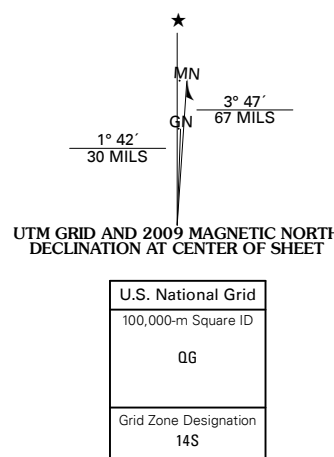 ★
MN
3° 47´
67 MILS
GN
1° 42´
30 MILS
UTM GRID AND 2009 MAGNETIC NORTH
DECLINATION AT CENTER OF SHEET
U.S. National Grid
100,000-m Square ID
QG
Grid Zone Designation
14S